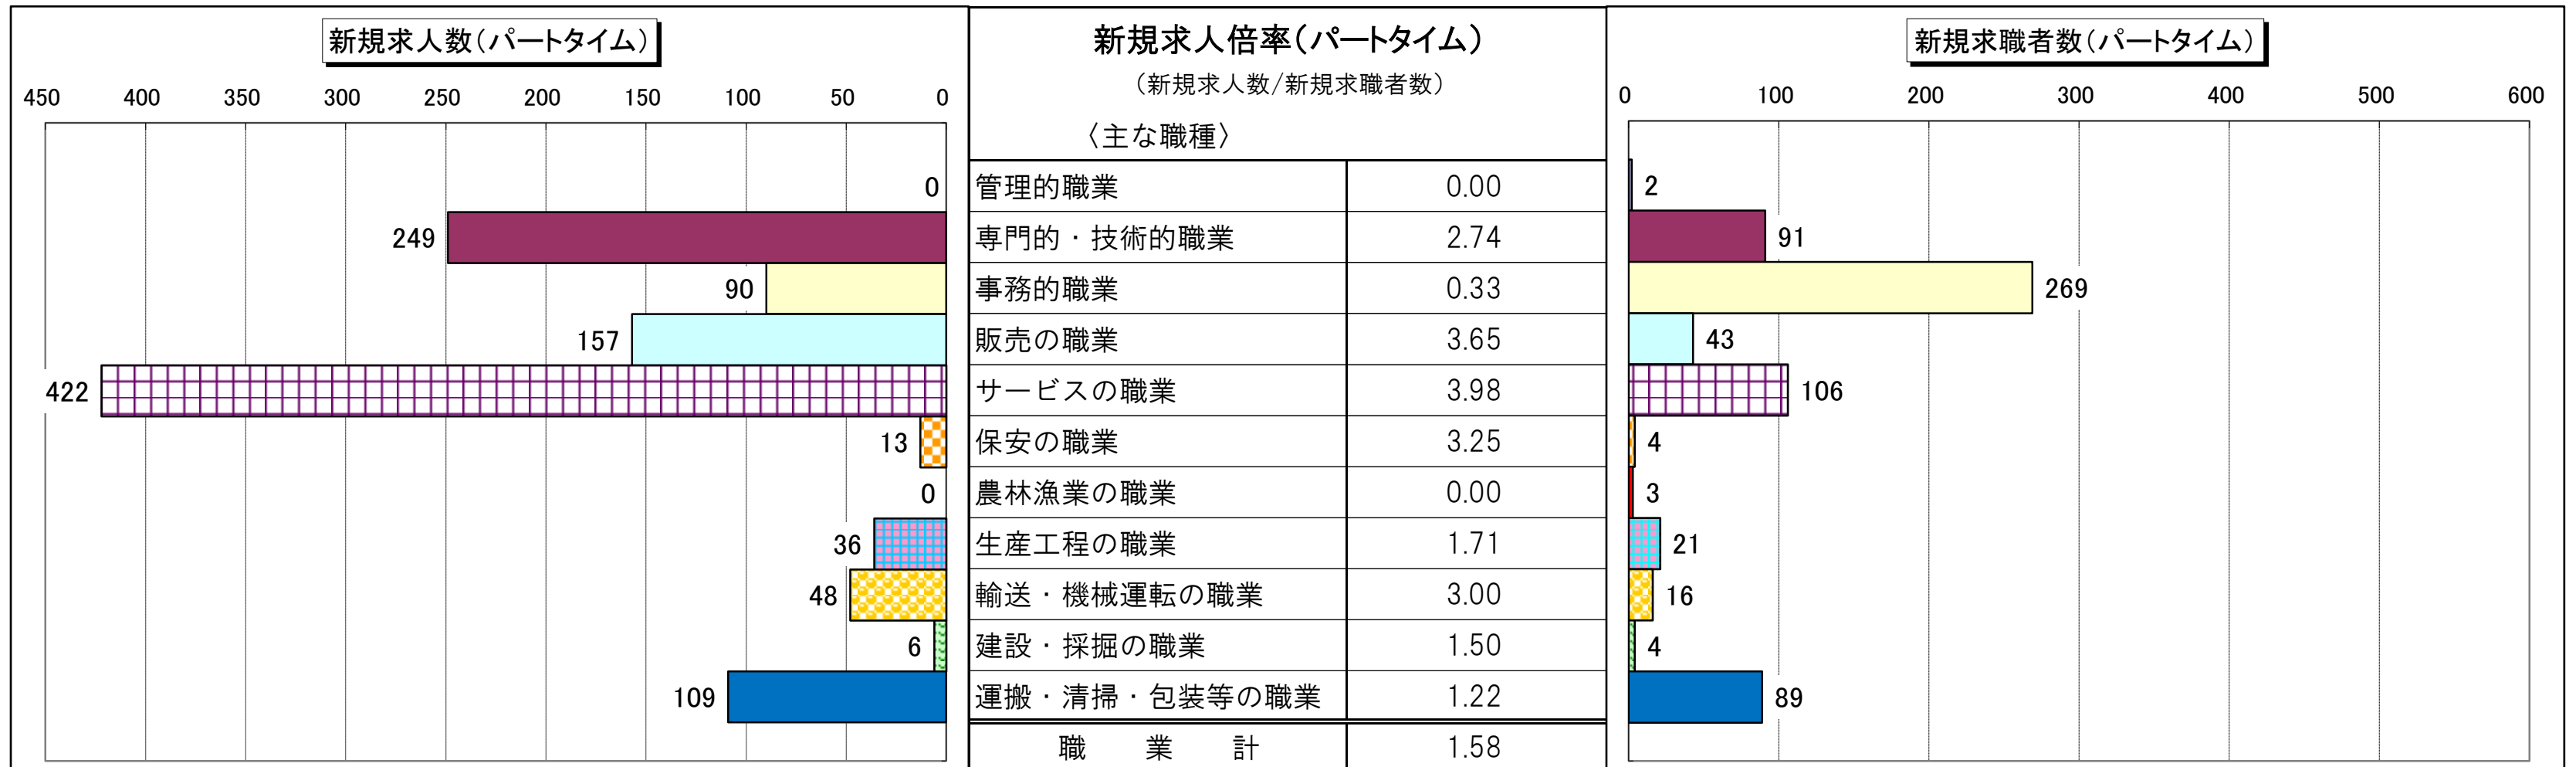 新規求人数（パートタイム）
450 400 350 300 250 200 150 100 50 0
0
249
90
157
422
13
0
36
48
6
109
新規求人倍率（パートタイム）
（新規求人数/新規求職者数）
〈主な職種〉
管理的職業 0.00
専門的・技術的職業 2.74
事務的職業 0.33
販売の職業 3.65
サービスの職業 3.98
保安の職業 3.25
農林漁業の職業 0.00
生産工程の職業 1.71
輸送・機械運転の職業 3.00
建設・採掘の職業 1.50
運搬・清掃・包装等の職業 1.22
職　業　計 1.58
新規求職者数（パートタイム）
0 100 200 300 400 500 600
2
91
269
43
106
4
3
21
16
4
89